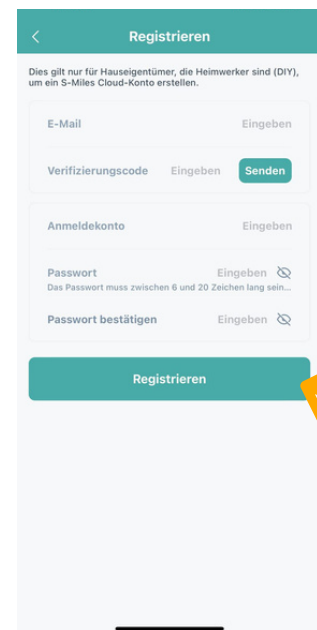 Registrieren
Dies gilt nur für Hauseigentümer, die Heimwerker sind (DIY),
um ein S-Miles Cloud-Konto erstellen.
E-Mail Eingeben
Verifizierungscode Eingeben Senden
Anmeldekonto Eingeben
Passwort Eingeben
Das Passwort muss zwischen 6 und 20 Zeichen lang sein...
Passwort bestätigen Eingeben
Registrieren